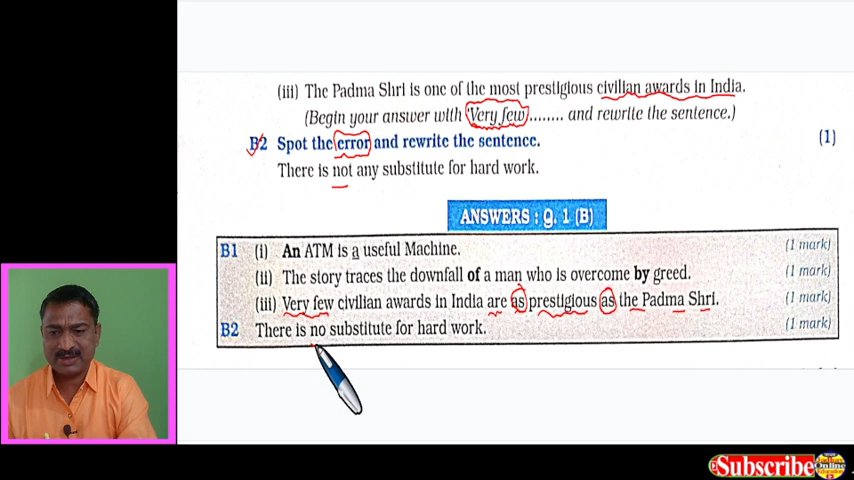 (iii) The Padma Shri is one of the most prestigious civilian awards in India.
(Begin your answer with 'Very few'........ and rewrite the sentence.)
B2 Spot the error and rewrite the sentence. (1)
There is not any substitute for hard work.
ANSWERS : Q. 1 (B)
B1 (i) An ATM is a useful Machine. (1 mark)
(ii) The story traces the downfall of a man who is overcome by greed. (1 mark)
(iii) Very few civilian awards in India are as prestigious as the Padma Shri. (1 mark)
B2 There is no substitute for hard work. (1 mark)
Subscribe
Online